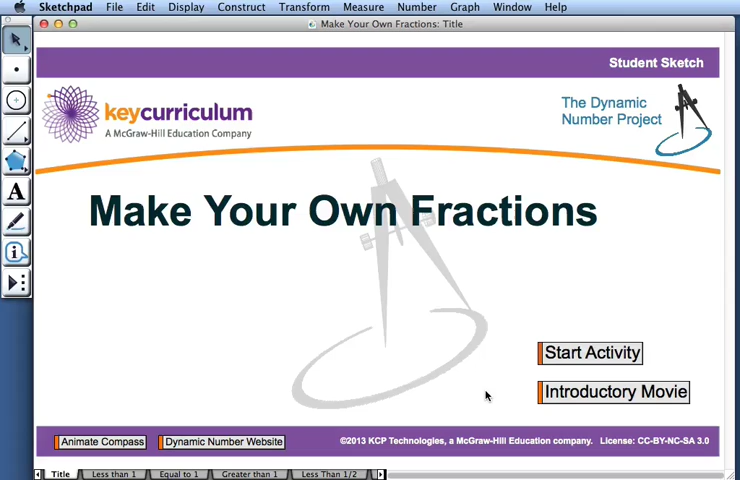 Sketchpad File Edit Display Construct Transform Measure Number Graph Window Help
Make Your Own Fractions: Title
Student Sketch
keycurriculum
A McGraw-Hill Education Company
The Dynamic
Number Project
Make Your Own Fractions
Start Activity
Introductory Movie
Animate Compass Dynamic Number Website ©2013 KCP Technologies, a McGraw-Hill Education company. License: CC-BY-NC-SA 3.0
Title Less than 1 Equal to 1 Greater than 1 Less Than 1/2
A
i